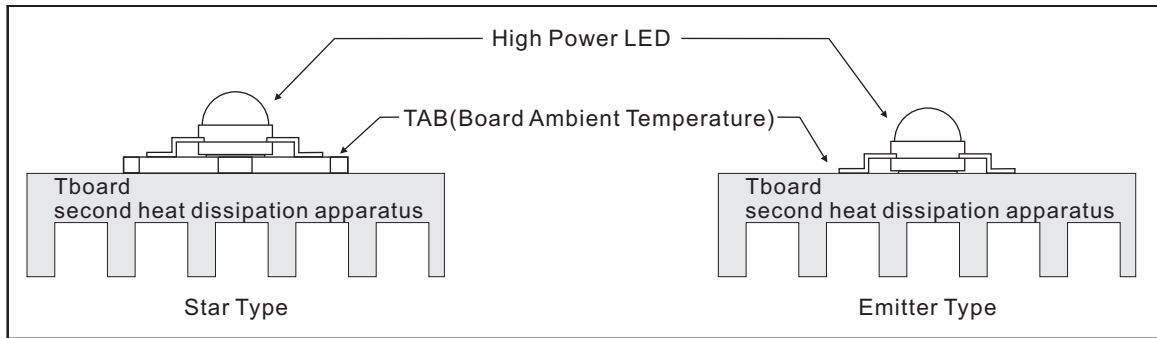 High Power LED
TAB(Board Ambient Temperature)
Tboard
second heat dissipation apparatus
Tboard
second heat dissipation apparatus
Star Type
Emitter Type